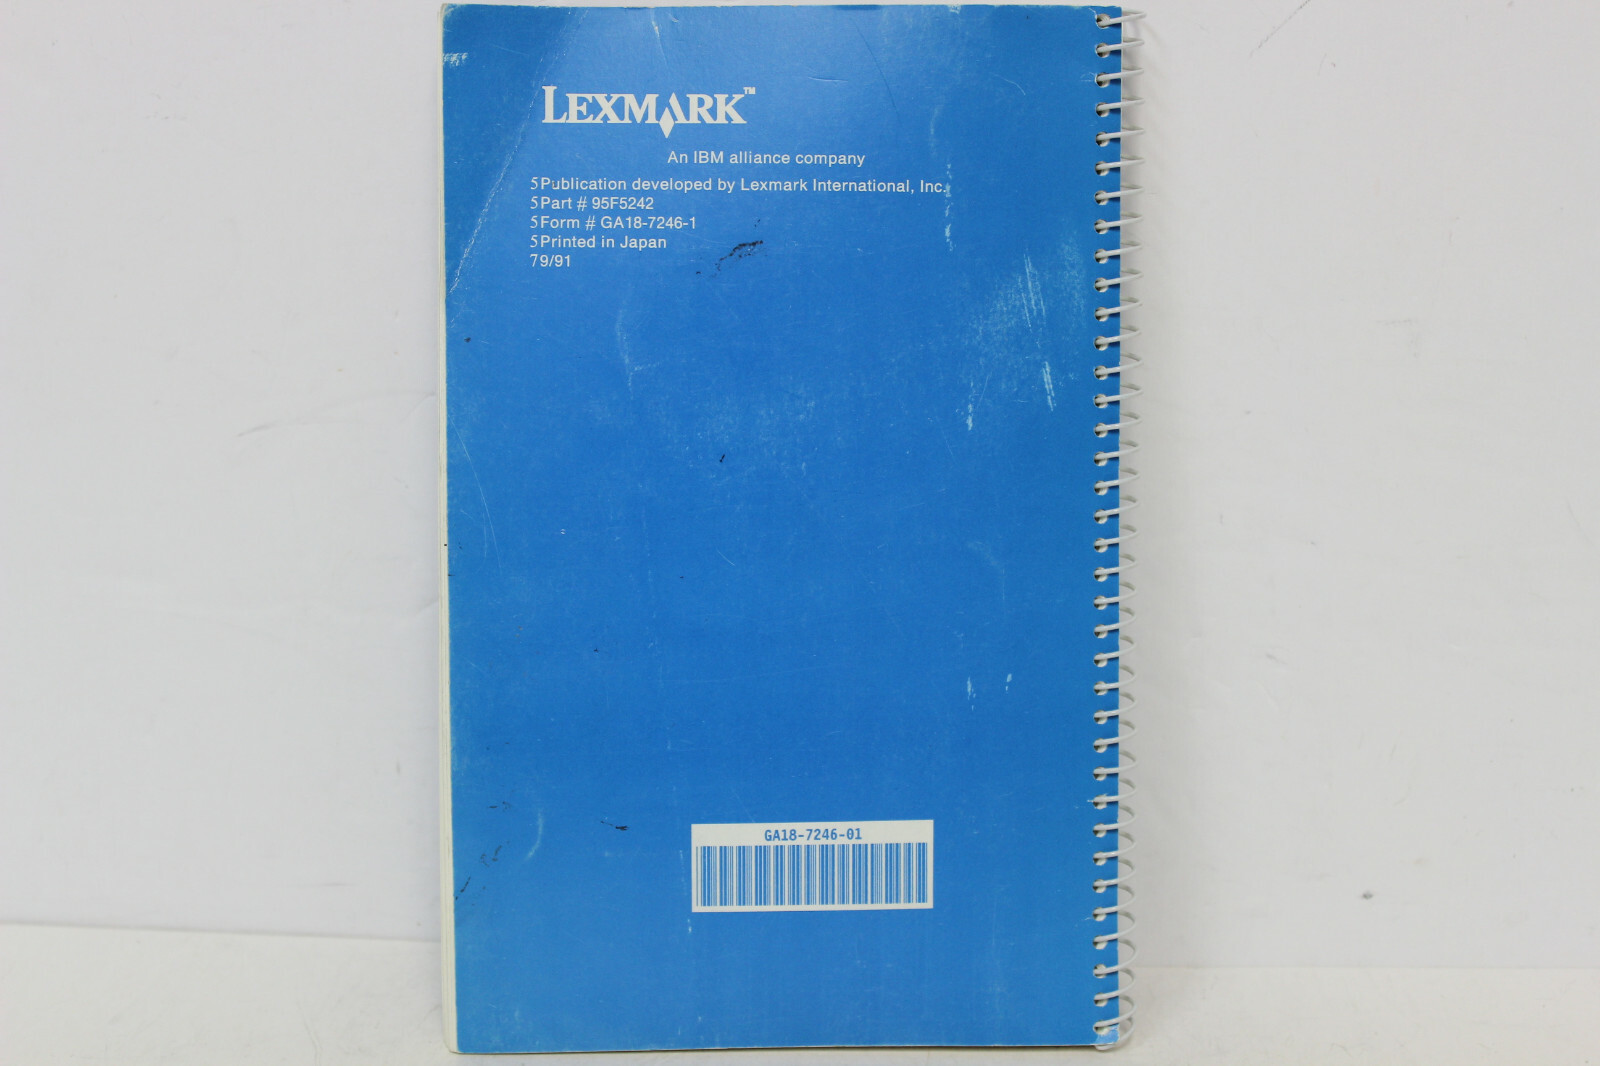 LEXMARK™
An IBM alliance company
5Publication developed by Lexmark International, Inc.
5Part # 95F5242
5Form # GA18-7246-1
5Printed in Japan
79/91
GA18-7246-01